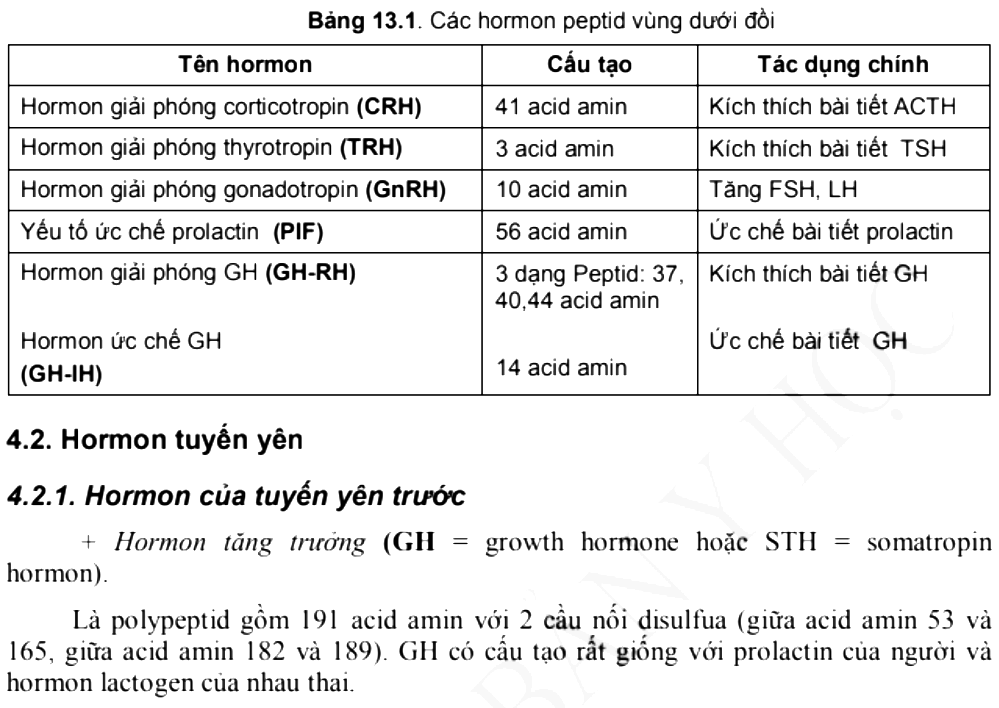 Bảng 13.1. Các hormon peptid vùng dưới đồi
Tên hormon Cấu tạo Tác dụng chính
Hormon giải phóng corticotropin (CRH) 41 acid amin Kích thích bài tiết ACTH
Hormon giải phóng thyrotropin (TRH) 3 acid amin Kích thích bài tiết TSH
Hormon giải phóng gonadotropin (GnRH) 10 acid amin Tăng FSH, LH
Yếu tố ức chế prolactin (PIF) 56 acid amin Ức chế bài tiết prolactin
Hormon giải phóng GH (GH-RH) 3 dạng Peptid: 37, Kích thích bài tiết GH
40,44 acid amin
Hormon ức chế GH Ức chế bài tiết GH
(GH-IH) 14 acid amin
4.2. Hormon tuyến yên
4.2.1. Hormon của tuyến yên trước
+ Hormon tăng trưởng (GH = growth hormone hoặc STH = somatropin
hormon).
Là polypeptid gồm 191 acid amin với 2 cầu nối disulfua (giữa acid amin 53 và
165, giữa acid amin 182 và 189). GH có cấu tạo rất giống với prolactin của người và
hormon lactogen của nhau thai.
BẢN Y HỌC